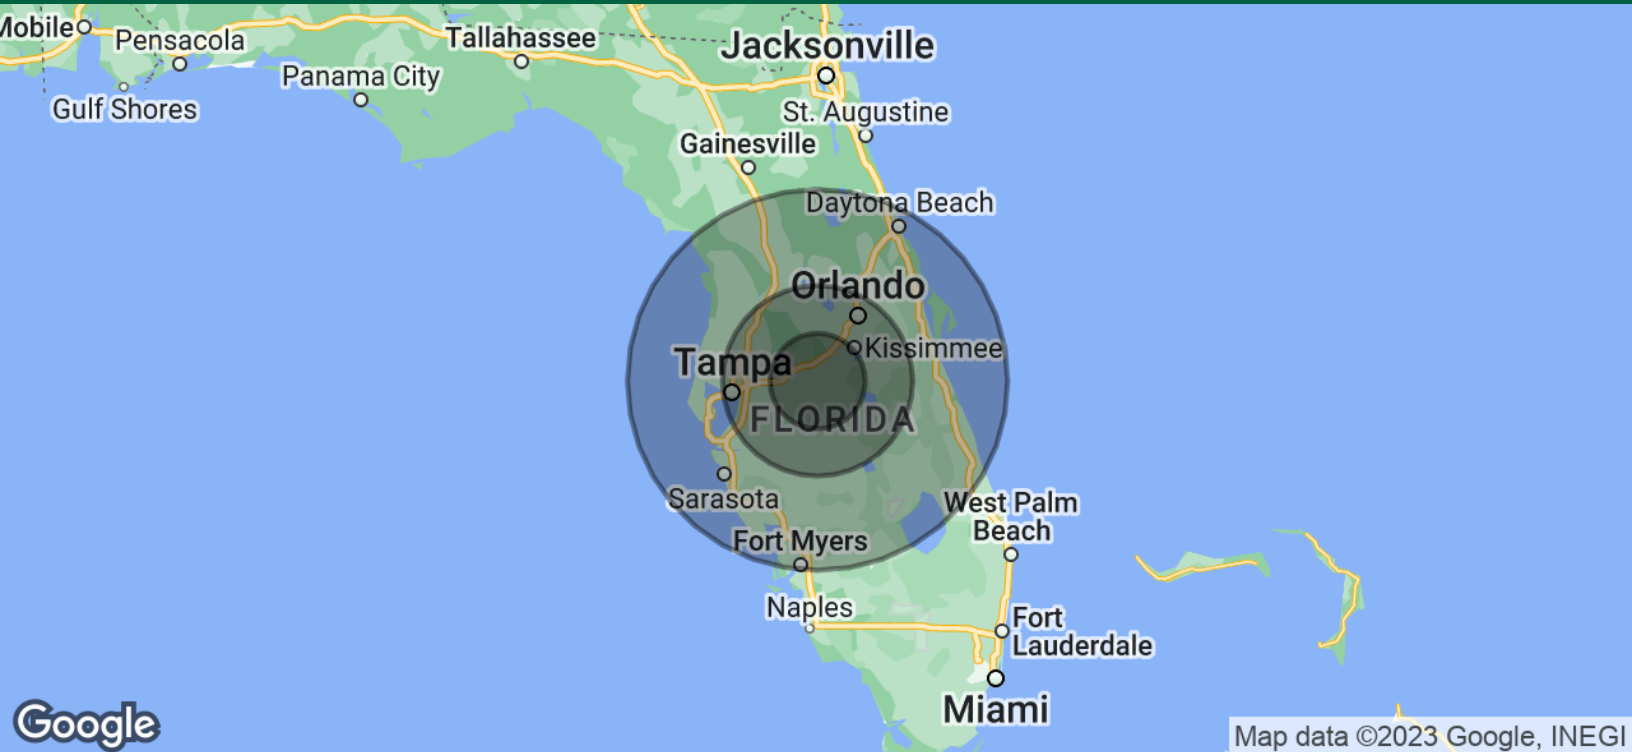 Mobile
Pensacola
Tallahassee
Jacksonville
Panama City
Gulf Shores
St. Augustine
Gainesville
Daytona Beach
Orlando
Kissimmee
Tampa
FLORIDA
Sarasota
West Palm
Beach
Fort Myers
Naples
Fort
Lauderdale
Miami
Google
Map data ©2023 Google, INEGI